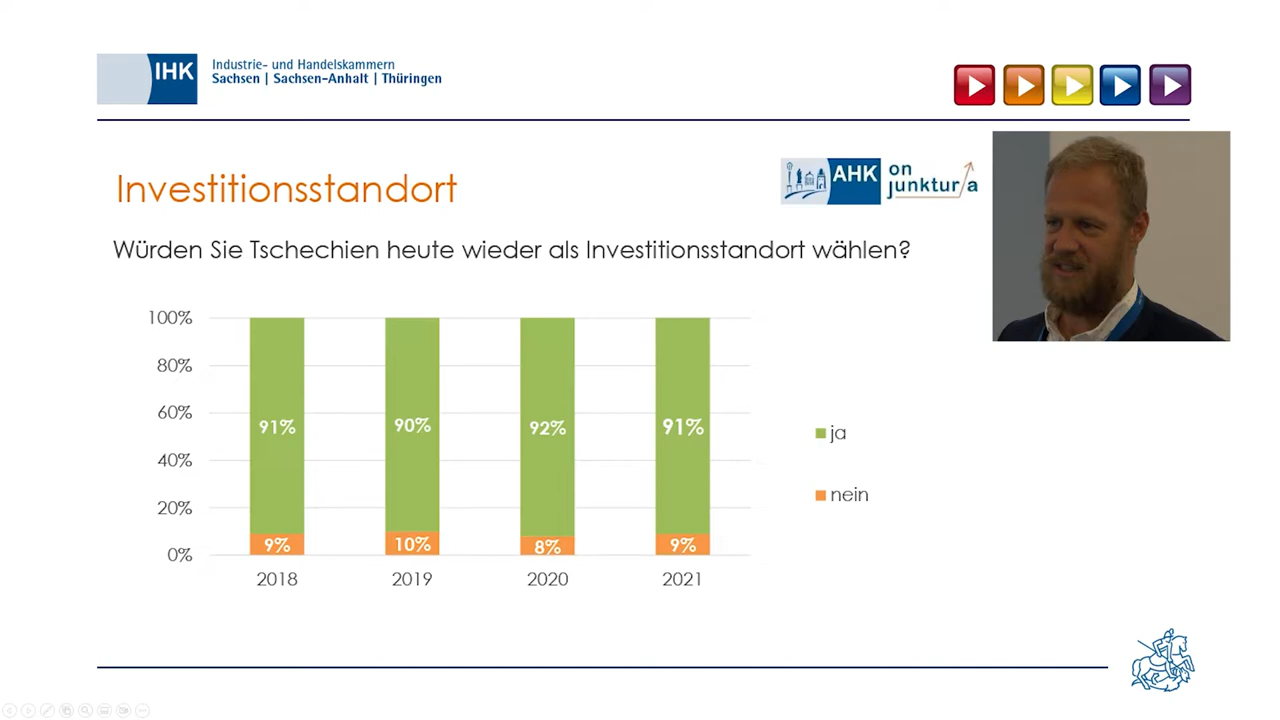 IHK
Industrie- und Handelskammern
Sachsen | Sachsen-Anhalt | Thüringen
Investitionsstandort
AHK
on
junktur/a
Würden Sie Tschechien heute wieder als Investitionsstandort wählen?
100%
80%
60%
40%
20%
0%
91%
90%
92%
91%
9%
10%
8%
9%
2018
2019
2020
2021
ja
nein